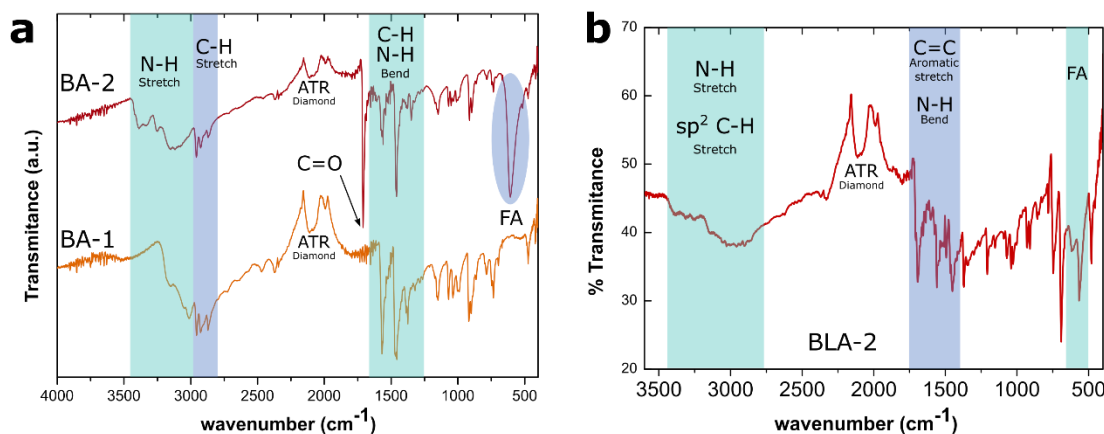 a
N-H
Stretch
C-H
Stretch
C-H
N-H
Bend
BA-2
ATR
Diamond
C=O
FA
BA-1
ATR
Diamond
Transmitance (a.u.)
4000 3500 3000 2500 2000 1500 1000 500
wavenumber (cm-1)
b
N-H
Stretch
sp2 C-H
Stretch
C=C
Aromatic
stretch
N-H
Bend
FA
ATR
Diamond
BLA-2
% Transmitance
70
60
50
40
30
20
3500 3000 2500 2000 1500 1000 500
wavenumber (cm-1)